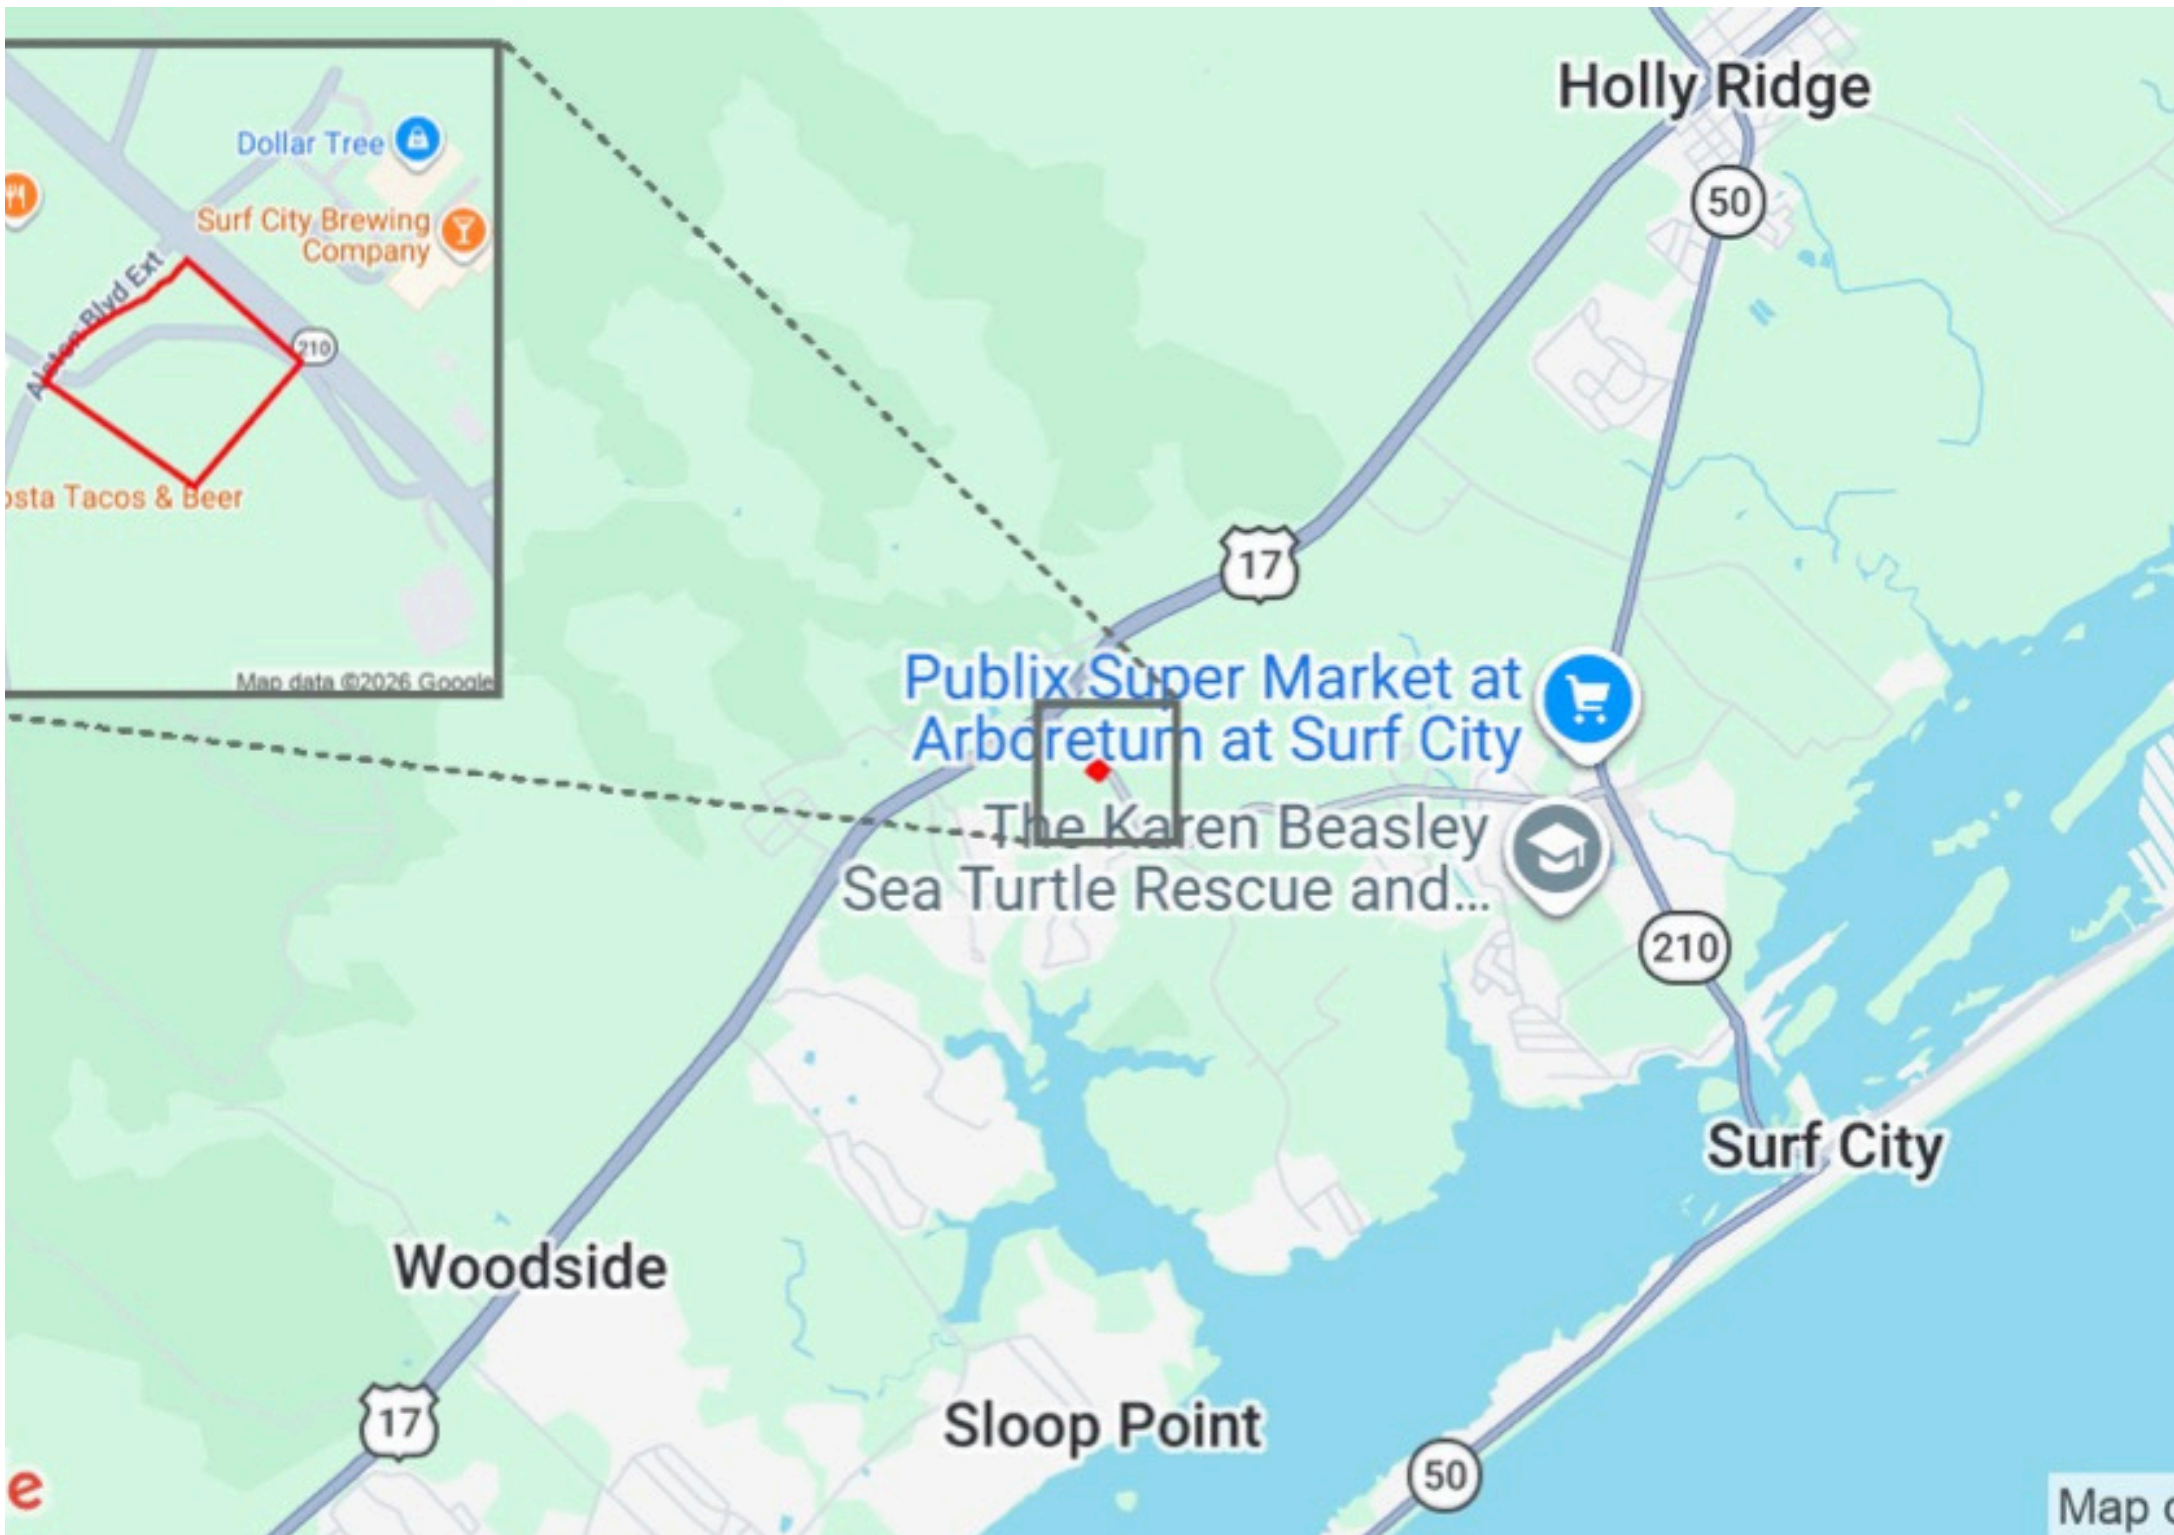 Holly Ridge
50
Dollar Tree
Surf City Brewing
Company
Alston Blvd Ext
210
osta Tacos & Beer
Map data ©2026 Google
17
Publix Super Market at
Arboretum at Surf City
The Karen Beasley
Sea Turtle Rescue and...
210
Surf City
Woodside
17
Sloop Point
50
e
Map